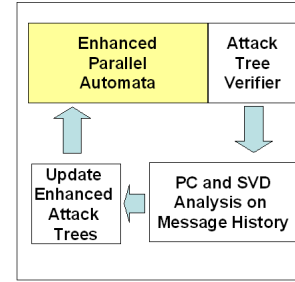 Enhanced
Parallel
Automata
Attack
Tree
Verifier
Update
Enhanced
Attack
Trees
PC and SVD
Analysis on
Message History